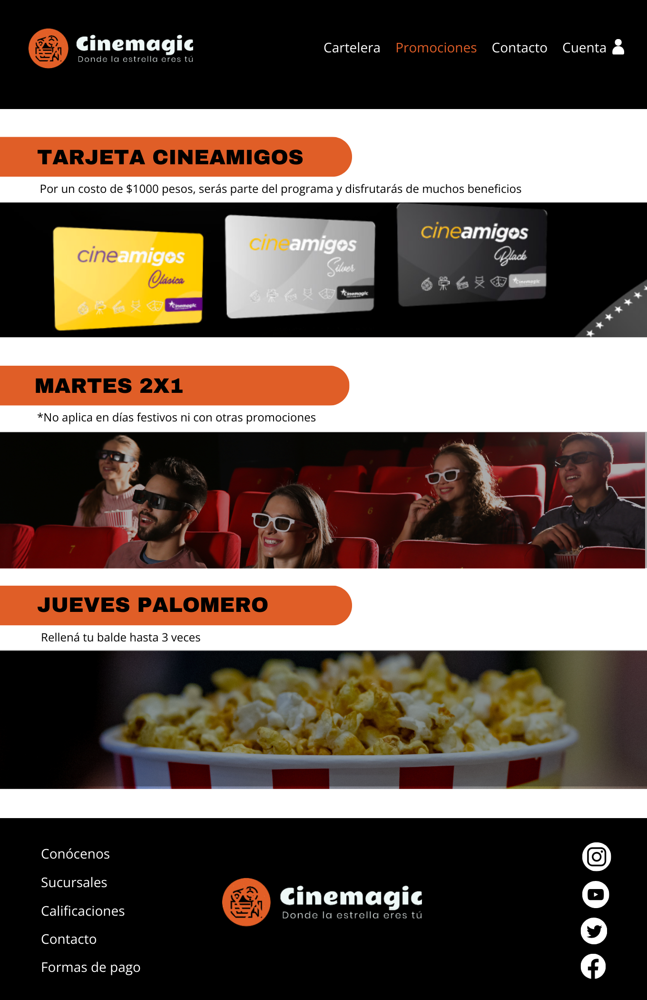 Cinemagic
Donde la estrella eres tú
Cartelera Promociones Contacto Cuenta
TARJETA CINEAMIGOS
Por un costo de $1000 pesos, serás parte del programa y disfrutarás de muchos beneficios
cineamigos
Clásica
Cinemagic
cineamigos
Silver
Cinemagic
cineamigos
Black
Cinemagic
MARTES 2X1
*No aplica en días festivos ni con otras promociones
7
6
JUEVES PALOMERO
Rellená tu balde hasta 3 veces
Conócenos
Sucursales
Calificaciones
Contacto
Formas de pago
Cinemagic
Donde la estrella eres tú